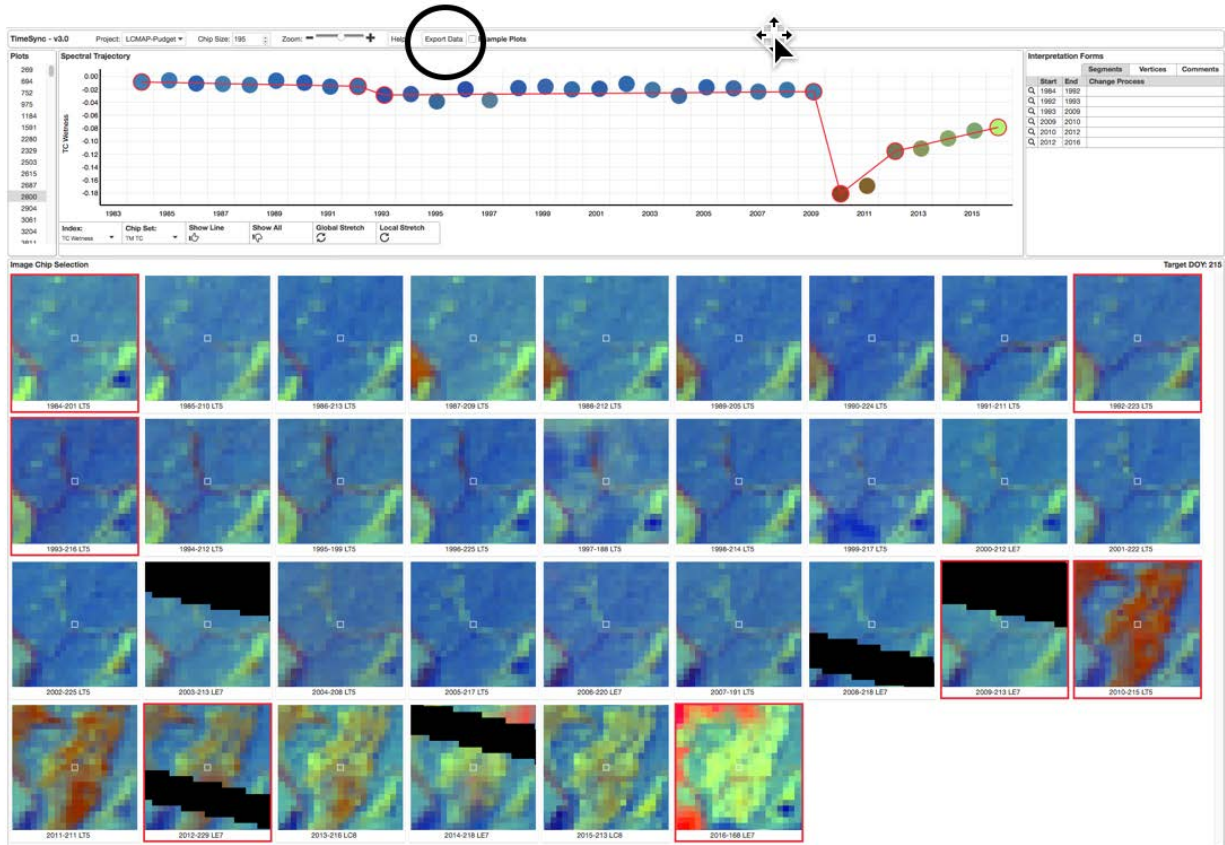 TimeSync - v3.0 Project: LCMAP-Pudget Chip Size: 195 Zoom: Help Export Data Example Plots
Plots
269
694
752
975
1184
1591
2280
2329
2503
2615
2687
2800
2904
3061
3204
Spectral Trajectory
TC Wetness
0.00
-0.02
-0.04
-0.06
-0.08
-0.10
-0.12
-0.14
-0.16
-0.18
1983 1985 1987 1989 1991 1993 1995 1997 1999 2001 2003 2005 2007 2009 2011 2013 2015
Index: Chip Set: Show Line Show All Global Stretch Local Stretch
TC Wetness TM TC
Interpretation Forms
Segments Vertices Comments
Start End Change Process
1984 1992
1992 1993
1993 2009
2009 2010
2010 2012
2012 2016
Image Chip Selection Target DOY: 215
1984-201 LT5 1985-210 LT5 1986-213 LT5 1987-209 LT5 1988-212 LT5 1989-205 LT5 1990-224 LT5 1991-211 LT5 1992-223 LT5
1993-216 LT5 1994-212 LT5 1995-199 LT5 1996-225 LT5 1997-188 LT5 1998-214 LT5 1999-217 LT5 2000-212 LE7 2001-222 LT5
2002-225 LT5 2003-213 LE7 2004-208 LT5 2005-217 LT5 2006-220 LE7 2007-191 LT5 2008-218 LE7 2009-213 LE7 2010-215 LT5
2011-211 LT5 2012-229 LE7 2013-216 LC8 2014-218 LE7 2015-213 LC8 2016-168 LE7